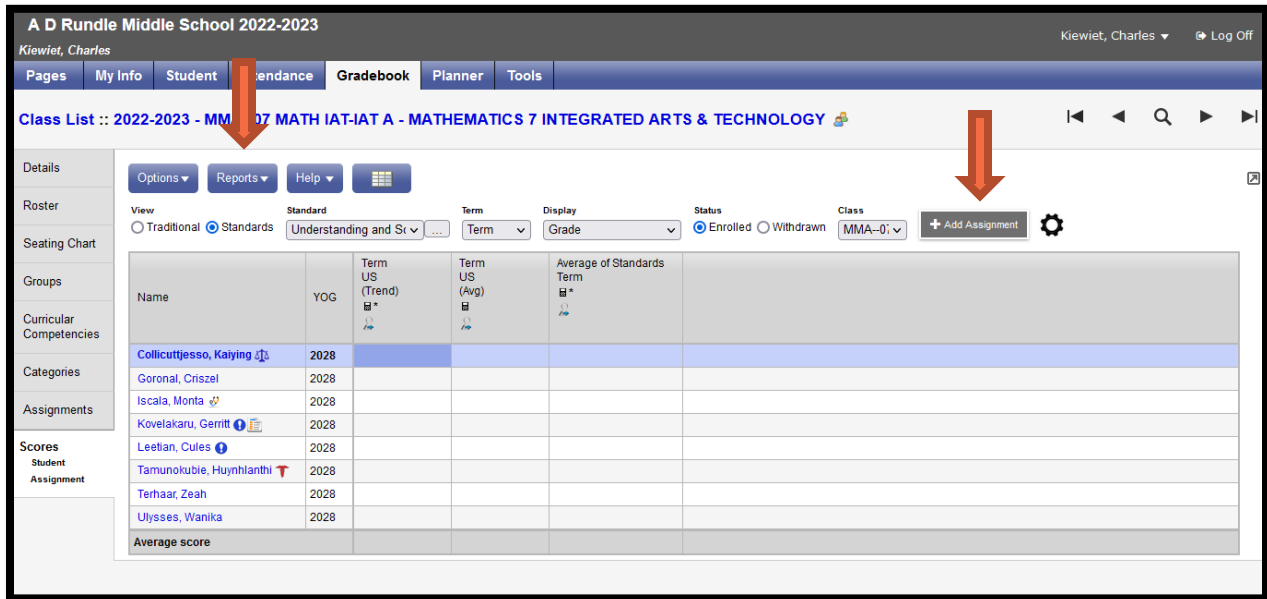 A D Rundle Middle School 2022-2023
Kiewiet, Charles
Kiewiet, Charles Log Off
Pages My Info Student Gradebook Planner Tools
Class List :: 2022-2023 - 07 MATH IAT-IAT A - MATHEMATICS 7 INTEGRATED ARTS & TECHNOLOGY
Details
Roster
Seating Chart
Groups
Curricular
Competencies
Categories
Assignments
Scores
Student
Assignment
Options Reports Help
View Standard Term Display Status Class
Traditional Standards Understanding and ... Term Grade Enrolled Withdrawn MMA--07 + Add Assignment
Name YOG
Term
US
(Trend)
*
Term
US
(Avg)
Average of Standards
Term
*
Collicuttjesso, Kaiying 2028
Goronal, Criszel 2028
Iscala, Monta 2028
Kovelakaru, Gerritt 2028
Leetian, Cules 2028
Tamunokubie, Huynhlanthi 2028
Terhaar, Zeah 2028
Ulysses, Wanika 2028
Average score